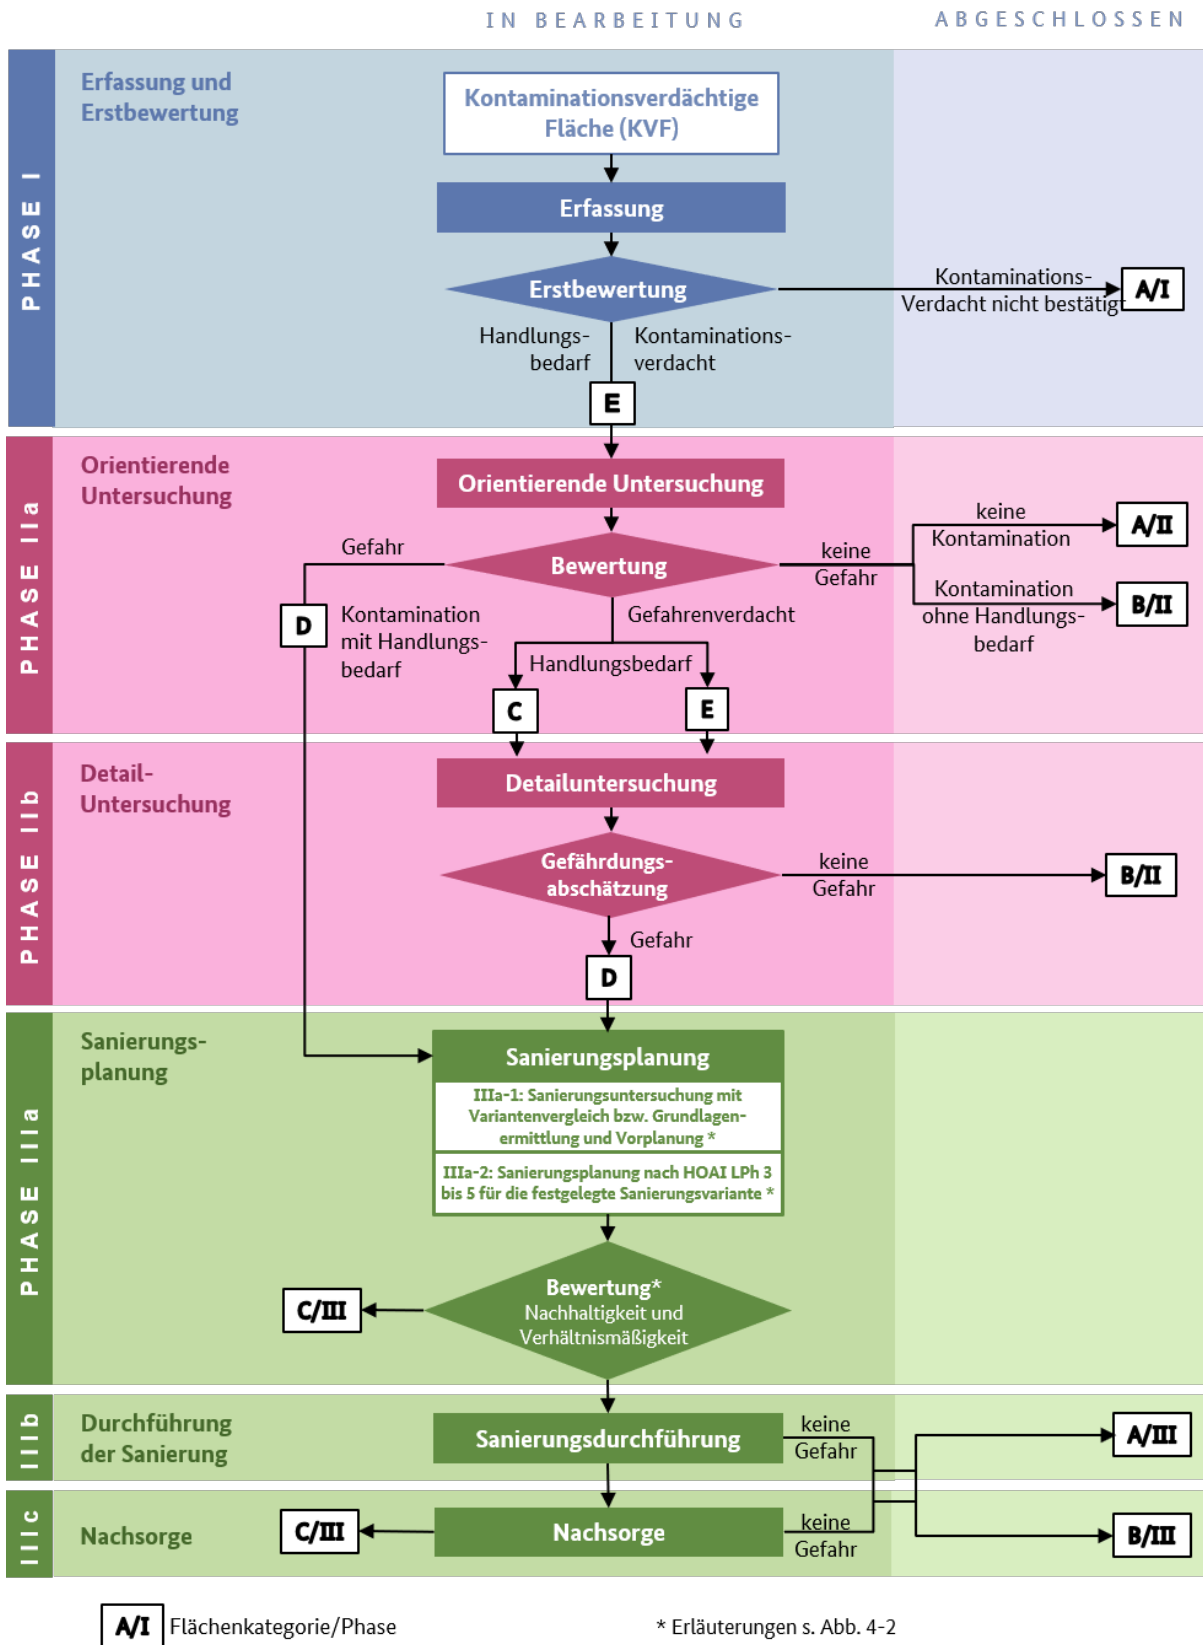 IN BEARBEITUNG
ABGESCHLOSSEN
PHASE I
Erfassung und
Erstbewertung
Kontaminationsverdächtige
Fläche (KVF)
Erfassung
Erstbewertung
Kontaminations-
Verdacht nicht bestätigt
A/I
Handlungs-
bedarf
Kontaminations-
verdacht
E
PHASE IIa
Orientierende
Untersuchung
Orientierende Untersuchung
Gefahr
Bewertung
keine
Gefahr
keine
Kontamination
A/II
Kontamination
ohne Handlungs-
bedarf
B/II
D
Kontamination
mit Handlungs-
bedarf
Gefahrenverdacht
Handlungsbedarf
C
E
PHASE IIb
Detail-
Untersuchung
Detailuntersuchung
Gefährdungs-
abschätzung
keine
Gefahr
B/II
Gefahr
D
PHASE IIIa
Sanierungs-
planung
Sanierungsplanung
IIIa-1: Sanierungsuntersuchung mit
Variantenvergleich bzw. Grundlagen-
ermittlung und Vorplanung *
IIIa-2: Sanierungsplanung nach HOAI LPh 3
bis 5 für die festgelegte Sanierungsvariante *
Bewertung*
Nachhaltigkeit und
Verhältnismäßigkeit
C/III
IIIb
Durchführung
der Sanierung
Sanierungsdurchführung
keine
Gefahr
A/III
IIIc
Nachsorge
C/III
Nachsorge
keine
Gefahr
B/III
A/I Flächenkategorie/Phase
* Erläuterungen s. Abb. 4-2